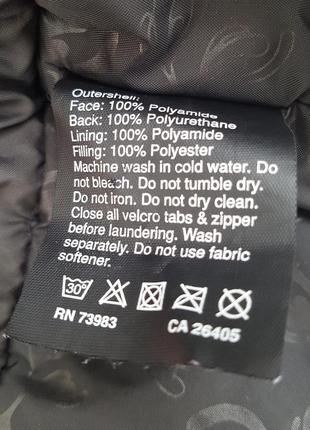 Outershell:
Face: 100% Polyamide
Back: 100% Polyurethane
Lining: 100% Polyamide
Filling: 100% Polyester
Machine wash in cold water. Do
not bleach. Do not tumble dry.
Do not iron. Do not dry clean.
Close all velcro tabs & zipper
before laundering. Wash
separately. Do not use fabric
softener.
30°
RN 73983 CA 26405